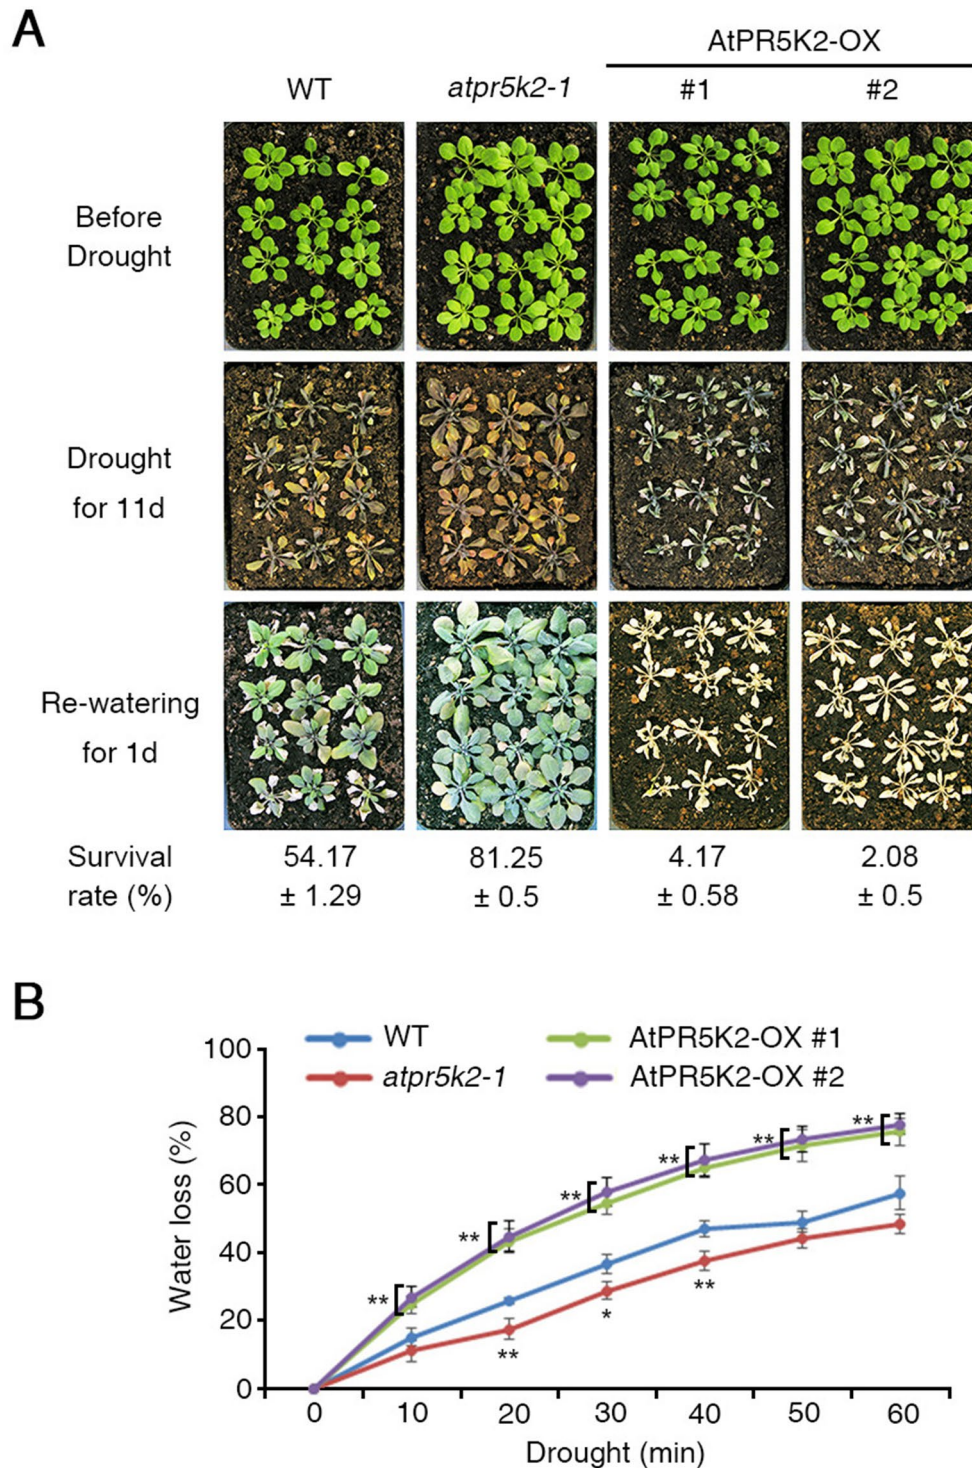 A
AtPR5K2-OX
WT atpr5k2-1 #1 #2
Before
Drought
Drought
for 11d
Re-watering
for 1d
Survival 54.17 81.25 4.17 2.08
rate (%) ± 1.29 ± 0.5 ± 0.58 ± 0.5
B
WT AtPR5K2-OX #1
atpr5k2-1 AtPR5K2-OX #2
Water loss (%)
100
80
60
40
20
0
** ** ** ** ** **
** * **
0 10 20 30 40 50 60
Drought (min)